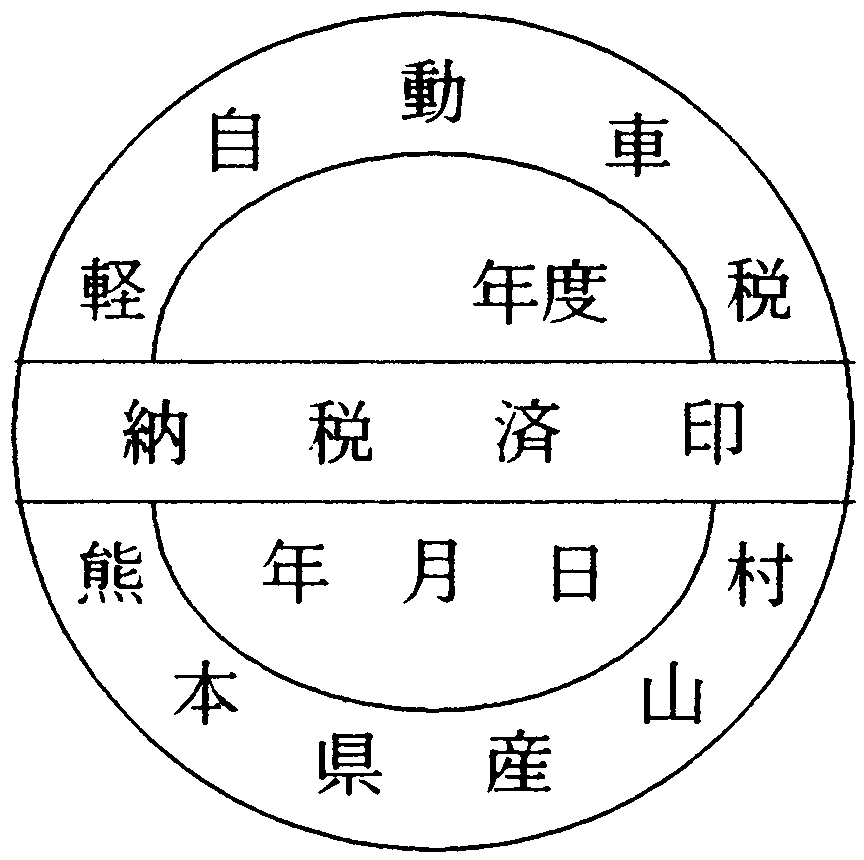 軽自動車税
年度
納税済印
年月日
熊本県産山村